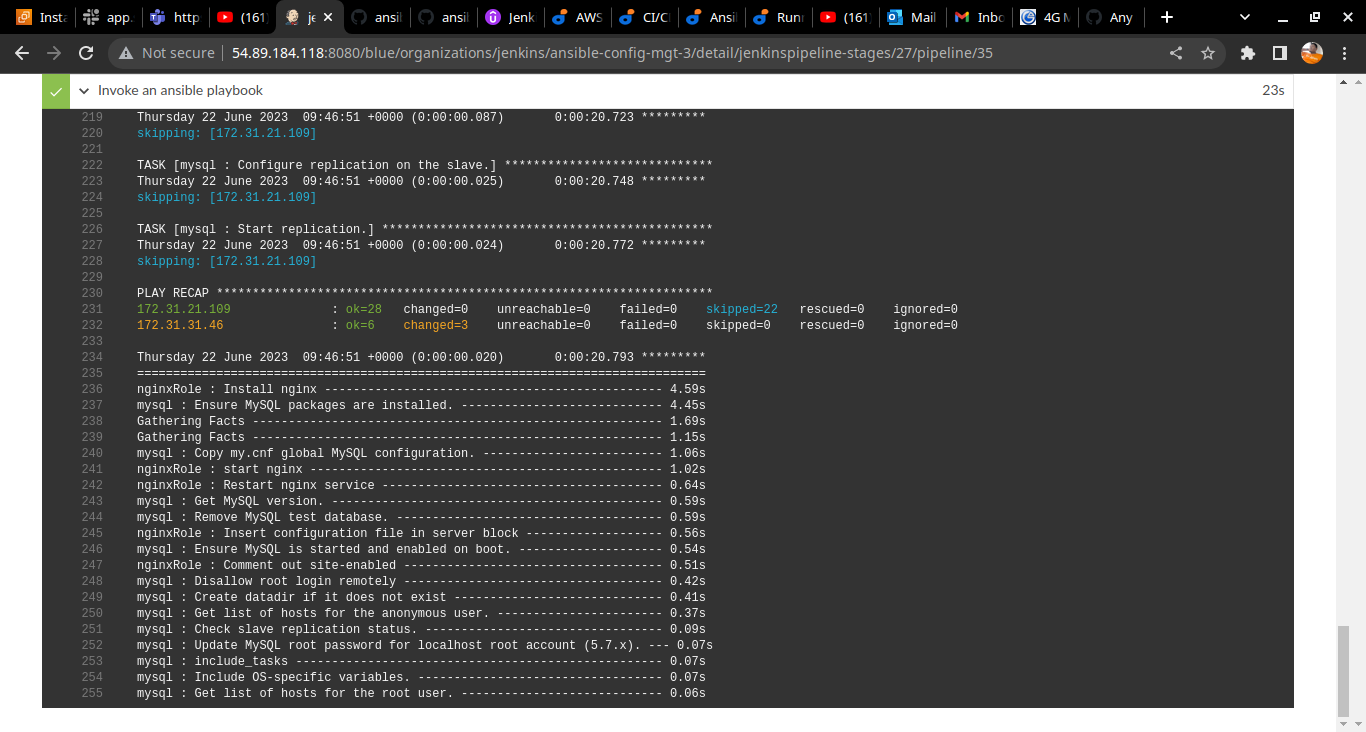 Insta app. http (161) je ansil ansil Jenk AWS CI/CI Ansi Runn (161 Mail Inbc 4G M Any
Not secure 54.89.184.118:8080/blue/organizations/jenkins/ansible-config-mgt-3/detail/jenkinspipeline-stages/27/pipeline/35
Invoke an ansible playbook 23s
219 Thursday 22 June 2023  09:46:51 +0000 (0:00:00.087)       0:00:20.723 *********
220 skipping: [172.31.21.109]
221
222 TASK [mysql : Configure replication on the slave.] *****************************
223 Thursday 22 June 2023  09:46:51 +0000 (0:00:00.025)       0:00:20.748 *********
224 skipping: [172.31.21.109]
225
226 TASK [mysql : Start replication.] **********************************************
227 Thursday 22 June 2023  09:46:51 +0000 (0:00:00.024)       0:00:20.772 *********
228 skipping: [172.31.21.109]
229
230 PLAY RECAP *********************************************************************
231 172.31.21.109              : ok=28   changed=0    unreachable=0    failed=0    skipped=22   rescued=0    ignored=0
232 172.31.31.46               : ok=6    changed=3    unreachable=0    failed=0    skipped=0    rescued=0    ignored=0
233
234 Thursday 22 June 2023  09:46:51 +0000 (0:00:00.020)       0:00:20.793 *********
235 ===============================================================================
236 nginxRole : Install nginx ----------------------------------------------- 4.59s
237 mysql : Ensure MySQL packages are installed. ---------------------------- 4.45s
238 Gathering Facts --------------------------------------------------------- 1.69s
239 Gathering Facts --------------------------------------------------------- 1.15s
240 mysql : Copy my.cnf global MySQL configuration. ------------------------- 1.06s
241 nginxRole : start nginx ------------------------------------------------- 1.02s
242 nginxRole : Restart nginx service --------------------------------------- 0.64s
243 mysql : Get MySQL version. ---------------------------------------------- 0.59s
244 mysql : Remove MySQL test database. ------------------------------------- 0.59s
245 nginxRole : Insert configuration file in server block ------------------- 0.56s
246 mysql : Ensure MySQL is started and enabled on boot. -------------------- 0.54s
247 nginxRole : Comment out site-enabled ------------------------------------ 0.51s
248 mysql : Disallow root login remotely ------------------------------------ 0.42s
249 mysql : Create datadir if it does not exist ----------------------------- 0.41s
250 mysql : Get list of hosts for the anonymous user. ----------------------- 0.37s
251 mysql : Check slave replication status. --------------------------------- 0.09s
252 mysql : Update MySQL root password for localhost root account (5.7.x). --- 0.07s
253 mysql : include_tasks --------------------------------------------------- 0.07s
254 mysql : Include OS-specific variables. ---------------------------------- 0.07s
255 mysql : Get list of hosts for the root user. ---------------------------- 0.06s